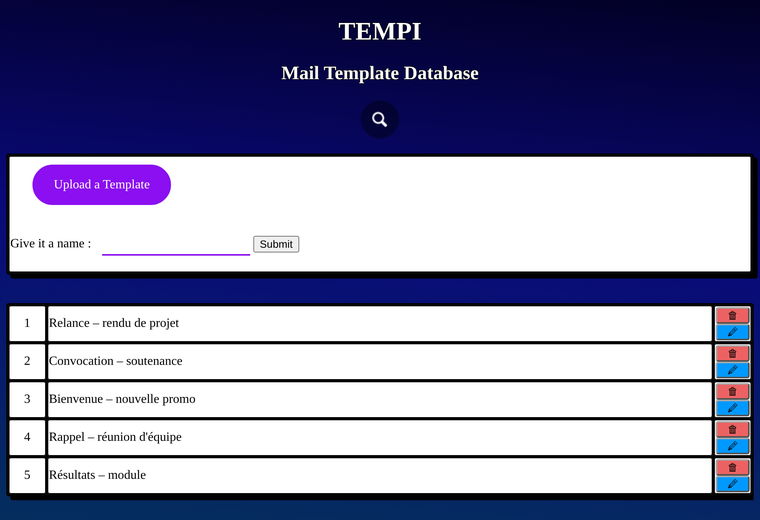 TEMPI
Mail Template Database
Upload a Template
Give it a name : Submit
1 Relance – rendu de projet
2 Convocation – soutenance
3 Bienvenue – nouvelle promo
4 Rappel – réunion d'équipe
5 Résultats – module